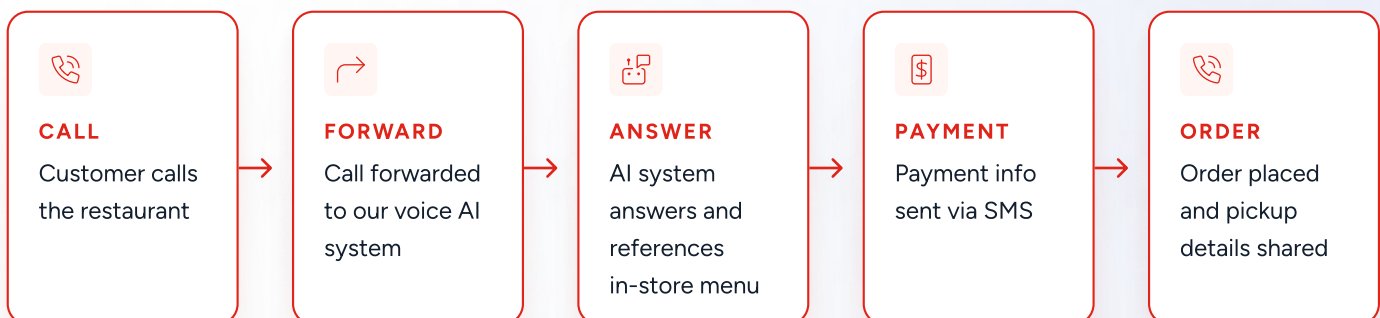 CALL
Customer calls
the restaurant
FORWARD
Call forwarded
to our voice AI
system
ANSWER
AI system
answers and
references
in-store menu
PAYMENT
Payment info
sent via SMS
ORDER
Order placed
and pickup
details shared